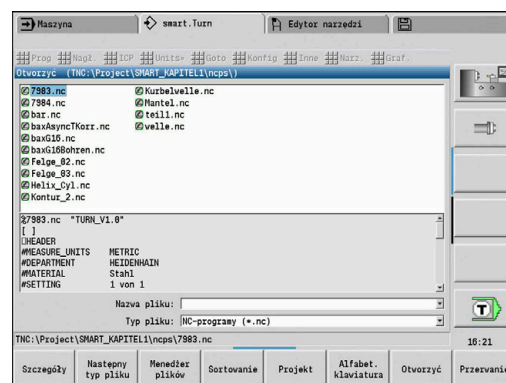 Maszyna smart.Turn Edytor narzędzi
Prog Nagł. ICP Units» Goto Konfig Inne Narz. Graf.
Otworzyć (TNC:\Project\SMART_KAPITEL1\ncps\)
7983.nc Kurbelwelle.nc
7984.nc Mantel.nc
bar.nc teil1.nc
baxAsyncTKorr.nc welle.nc
baxG16.nc
baxG16Bohren.nc
Felge_02.nc
Felge_03.nc
Helix_Cyl.nc
Kontur_2.nc
%7983.nc "TURN_V1.0"
[ ]
HEADER
#MEASURE_UNITS METRIC
#DEPARTMENT HEIDENHAIN
#MATERIAL Stahl
#SETTING 1 von 1
Nazwa pliku:
Typ pliku: NC-programy (*.nc)
TNC:\Project\SMART_KAPITEL1\ncps\7983.nc
T
16:21
Szczegóły Następny typ pliku Menedżer plików Sortowanie Projekt Alfabet. klawiatura Otworzyć Przerwanie